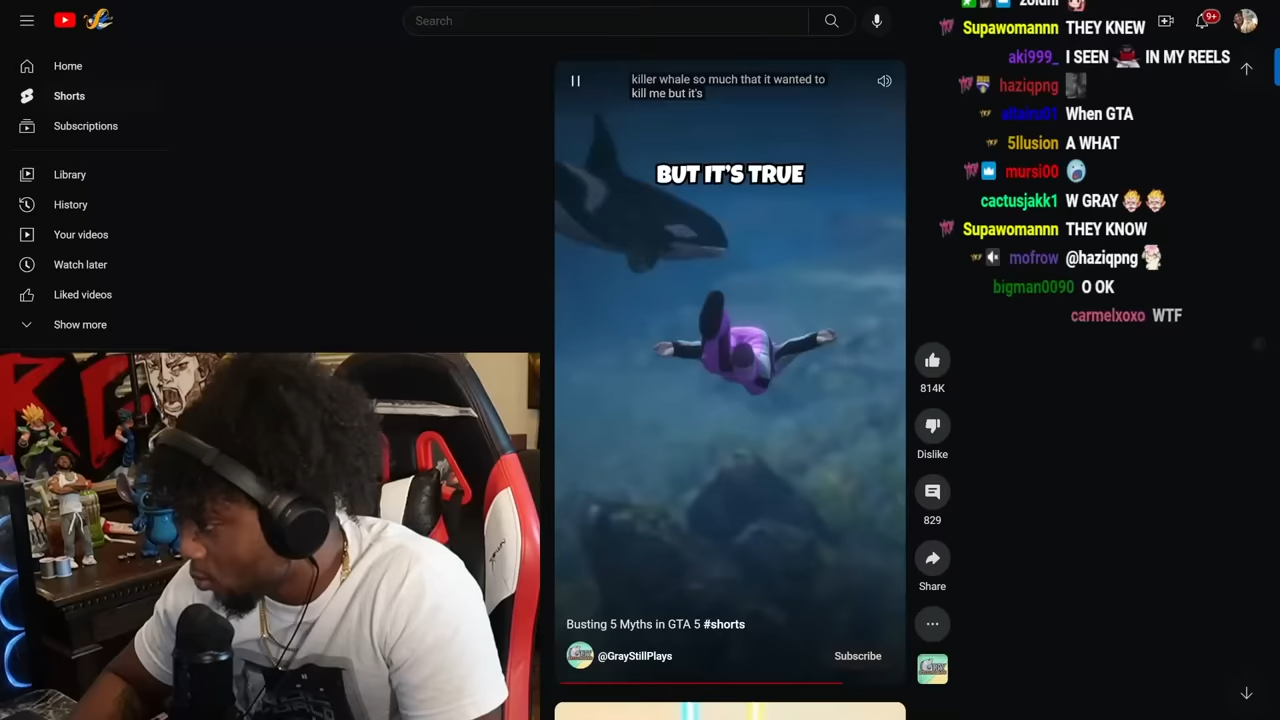 Search
Home
Shorts
Subscriptions
Library
History
Your videos
Watch later
Liked videos
Show more
killer whale so much that it wanted to
kill me but it's
BUT IT'S TRUE
Busting 5 Myths in GTA 5 #shorts
@GrayStillPlays
Subscribe
814K
Dislike
829
Share
9+
Supawomannn THEY KNEW
aki999_ I SEEN IN MY REELS
haziqpng
When GTA
5llusion A WHAT
mursi00
cactusjakk1 W GRAY
Supawomannn THEY KNOW
mofrow @haziqpng
bigman0090 O OK
carmelxoxo WTF